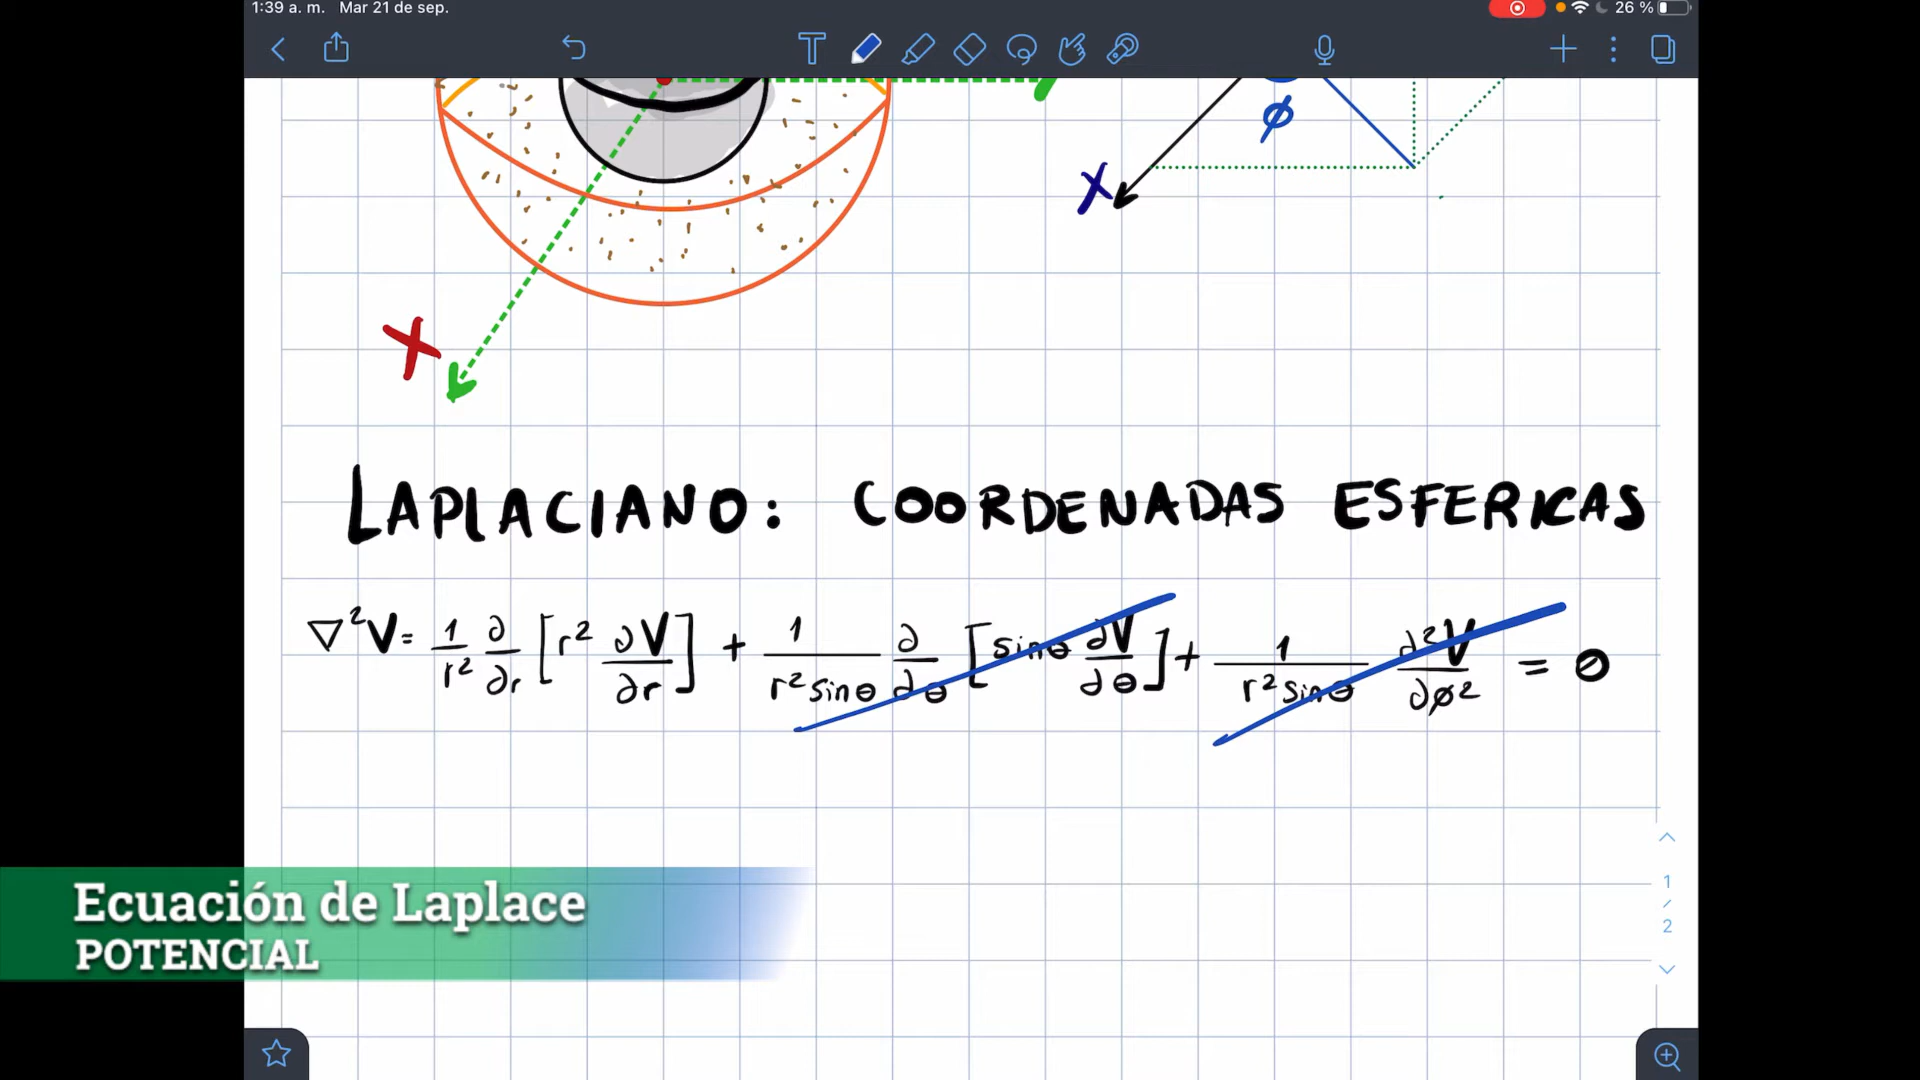 1:39 a. m. Mar 21 de sep. 26 %
T
ϕ
X
X
LAPLACIANO: COORDENADAS ESFERICAS
∇²V= 1/r² ∂/∂r [r² ∂V/∂r] + 1/r² sinθ ∂/∂θ [sinθ ∂V/∂θ] + 1/r² sinθ ∂²V/∂ø² = 0
1
/
2
Ecuación de Laplace
POTENCIAL